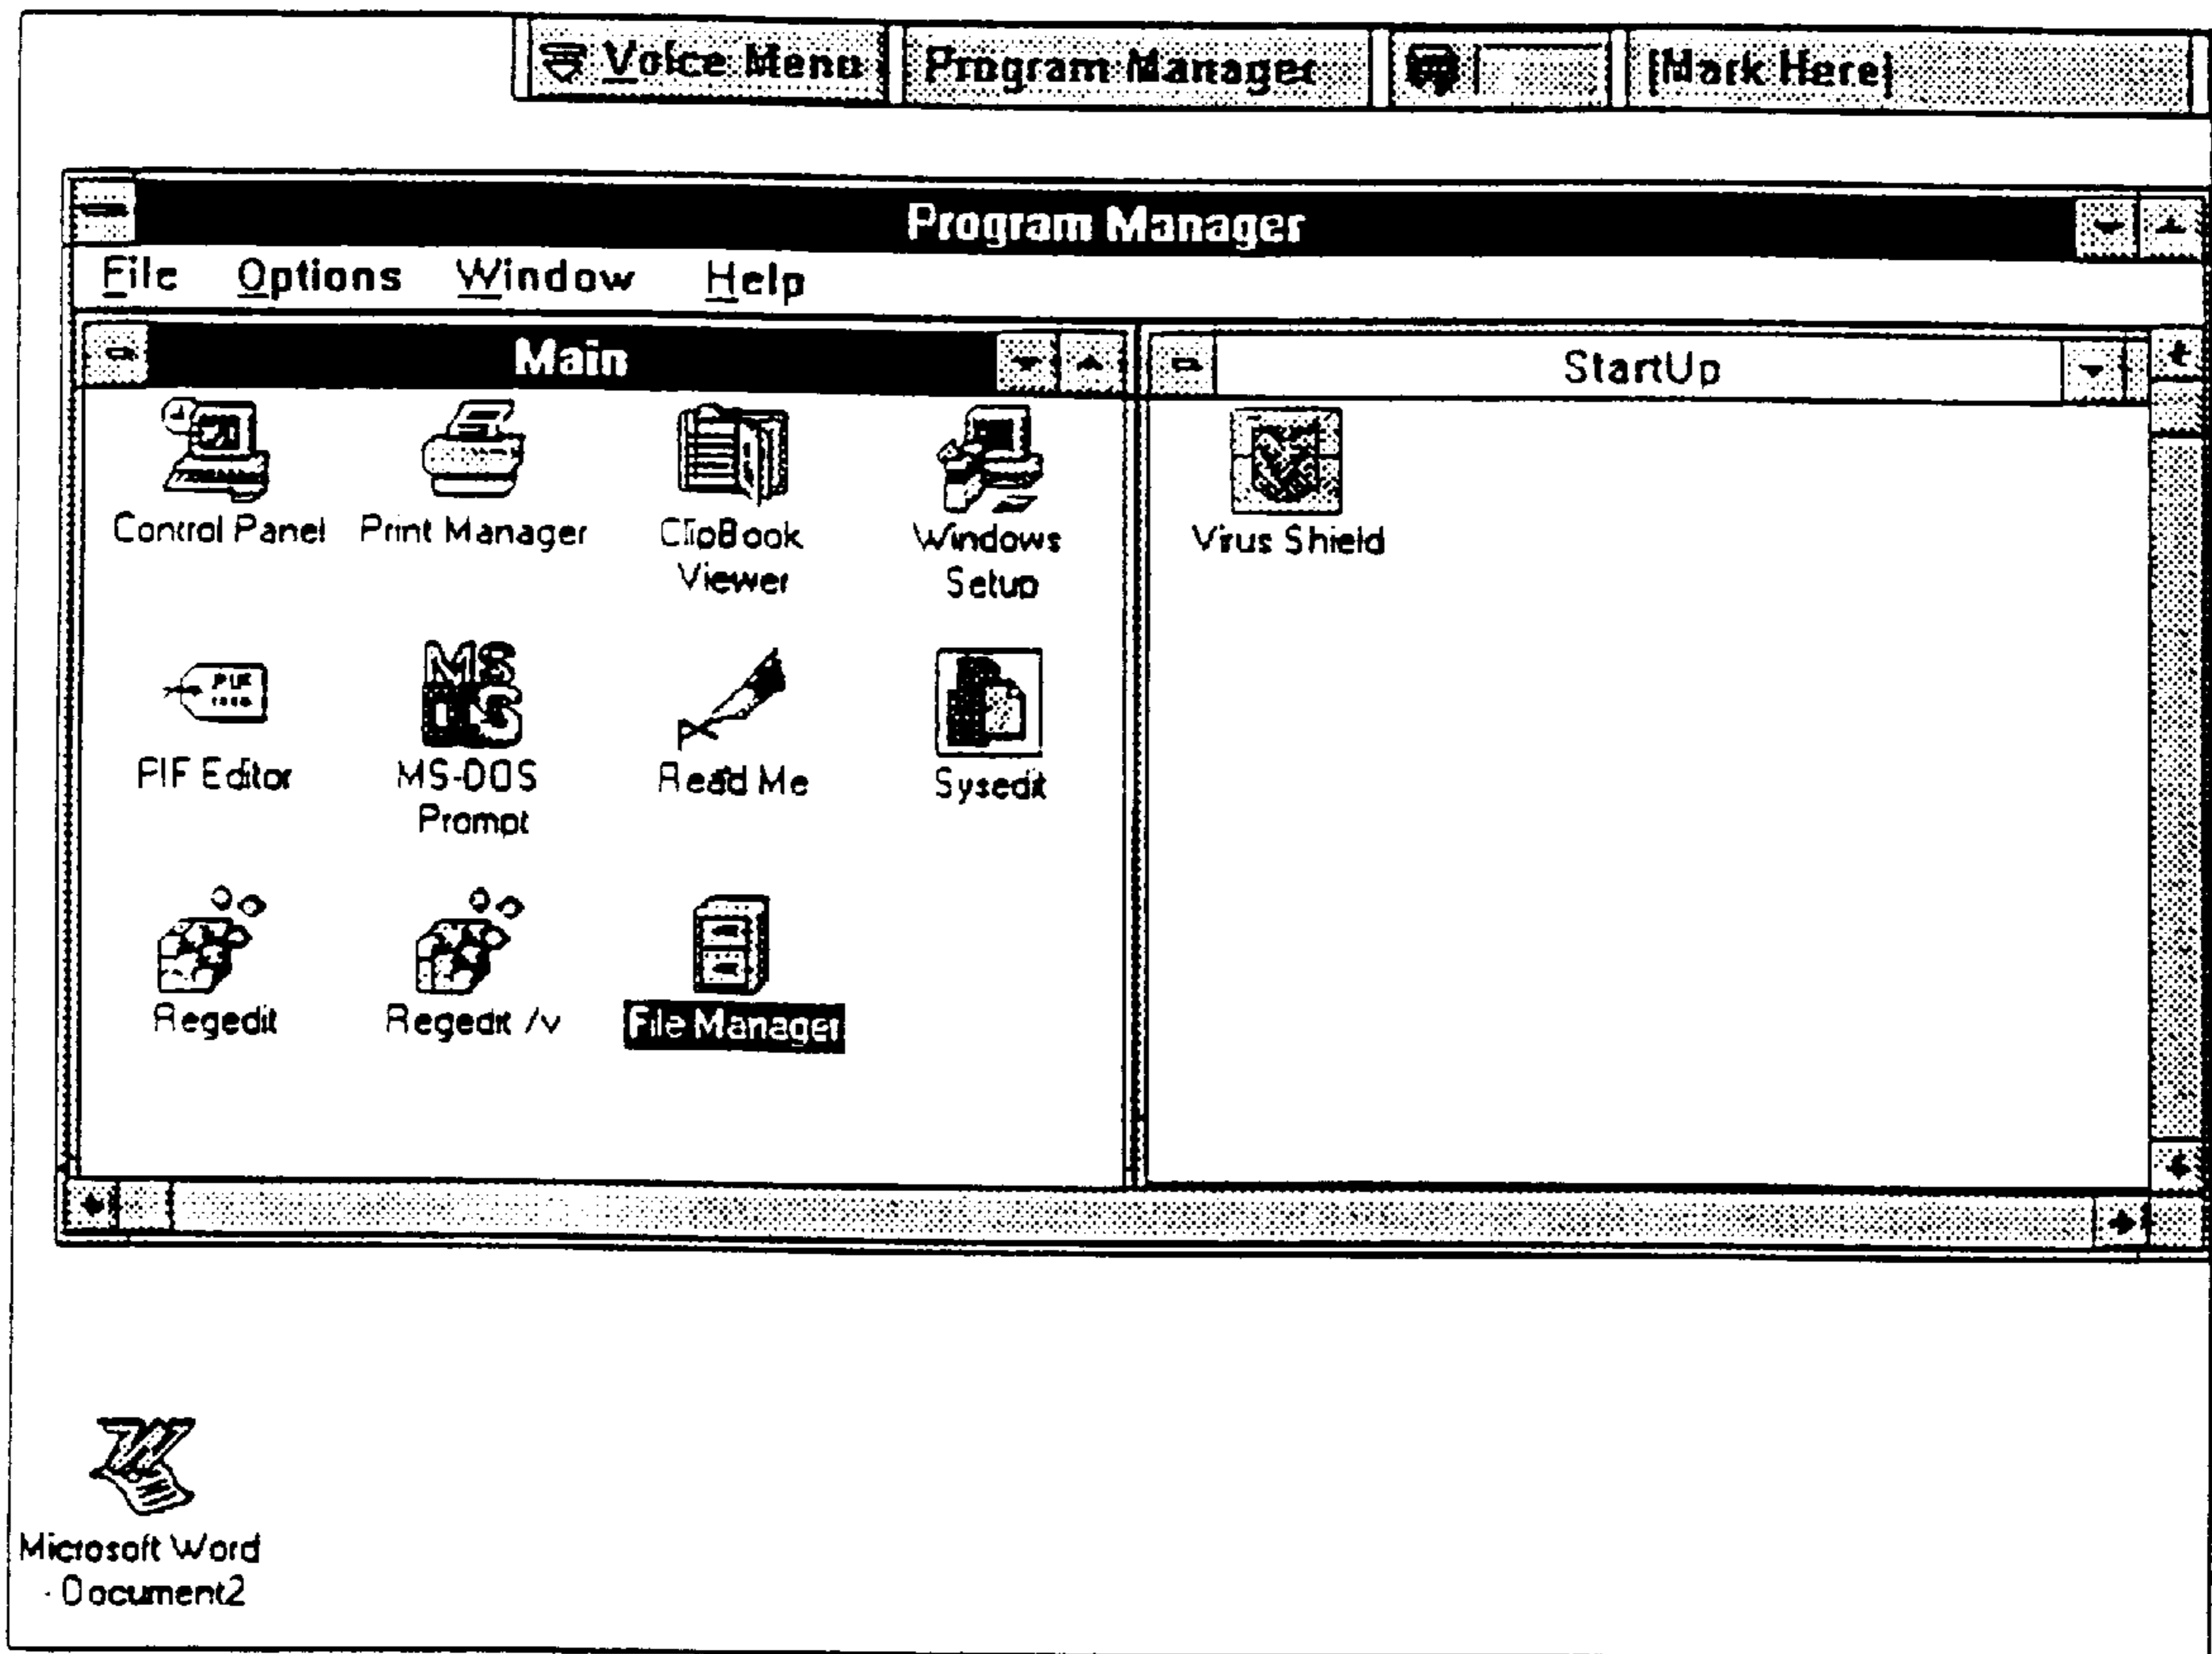 Voice Menu Program Manager [Mark Here]
Program Manager
File Options Window Help
Main
StartUp
Control Panel Print Manager ClipBook Viewer Windows Setup
Virus Shield
PIF Editor MS-DOS Prompt Read Me Sysedit
Regedit Regedit /v File Manager
Microsoft Word
- Document2